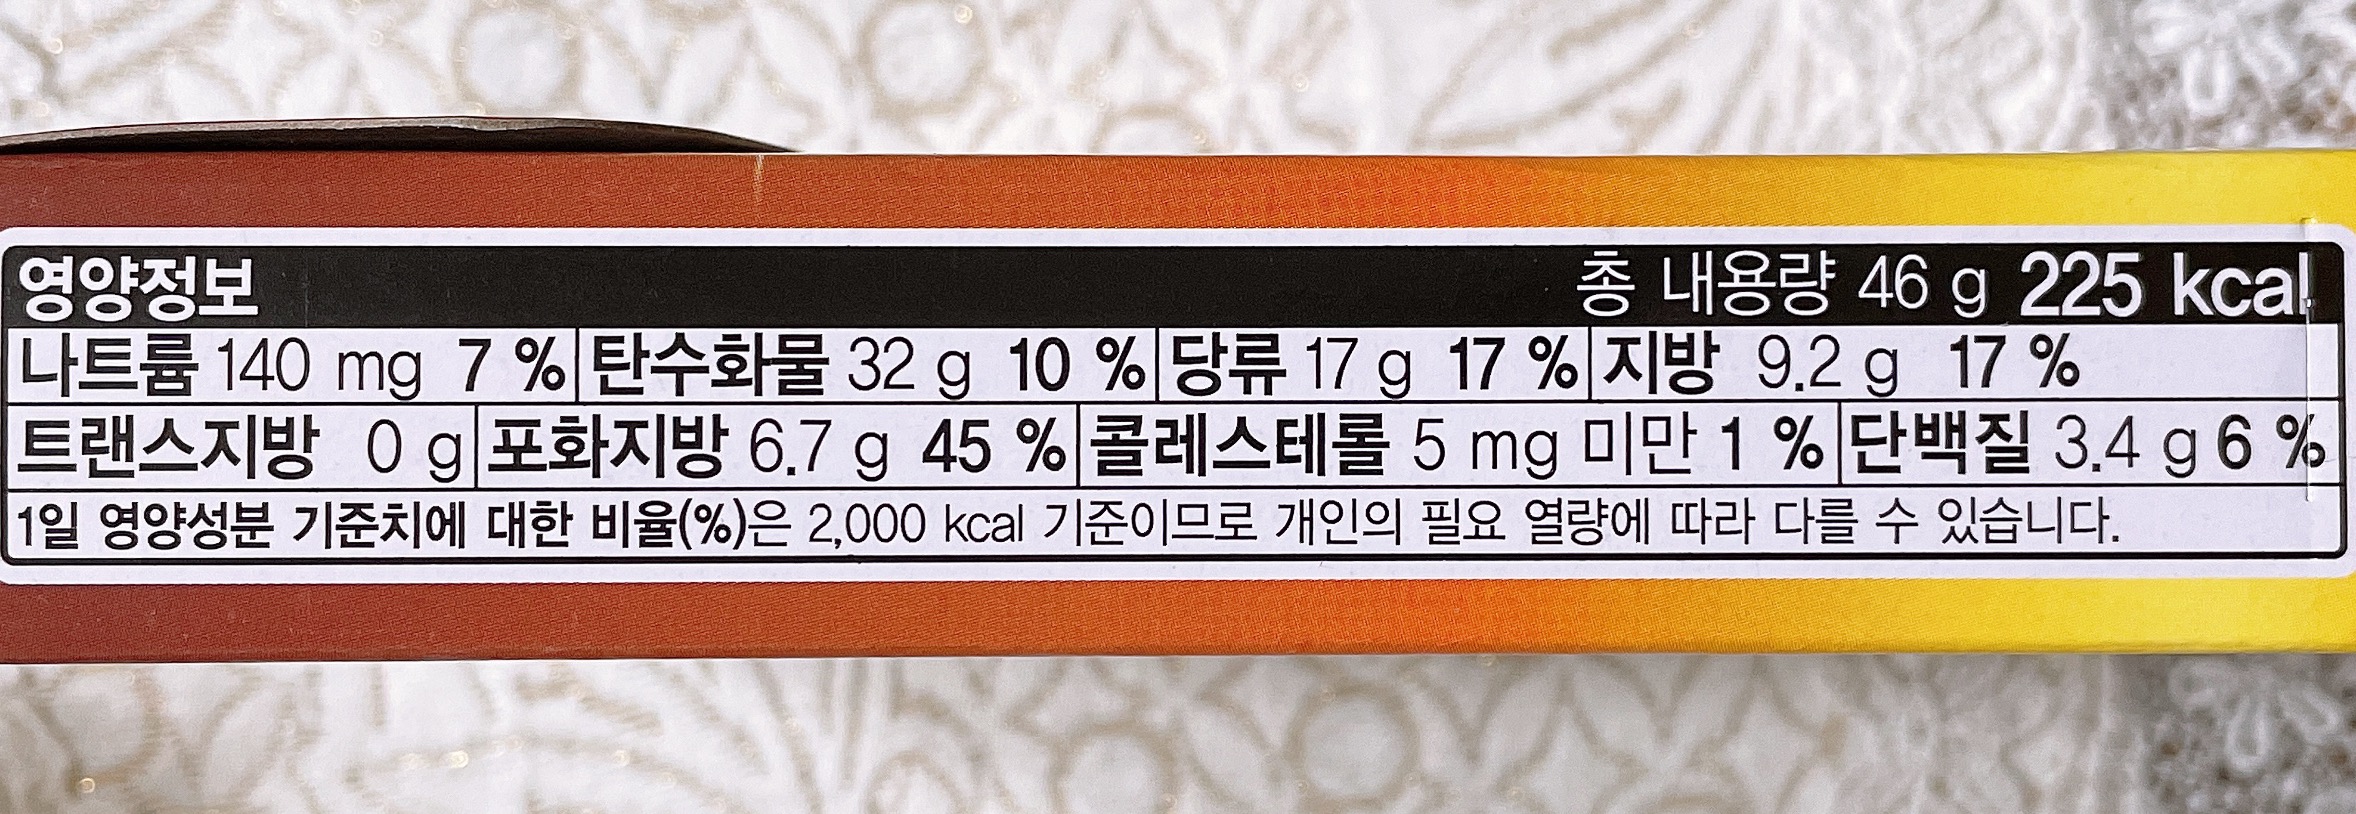 영양정보 총 내용량 46 g 225 kcal
나트륨 140 mg 7 % 탄수화물 32 g 10 % 당류 17 g 17 % 지방 9.2 g 17 %
트랜스지방 0 g 포화지방 6.7 g 45 % 콜레스테롤 5 mg 미만 1 % 단백질 3.4 g 6 %
1일 영양성분 기준치에 대한 비율(%)은 2,000 kcal 기준이므로 개인의 필요 열량에 따라 다를 수 있습니다.